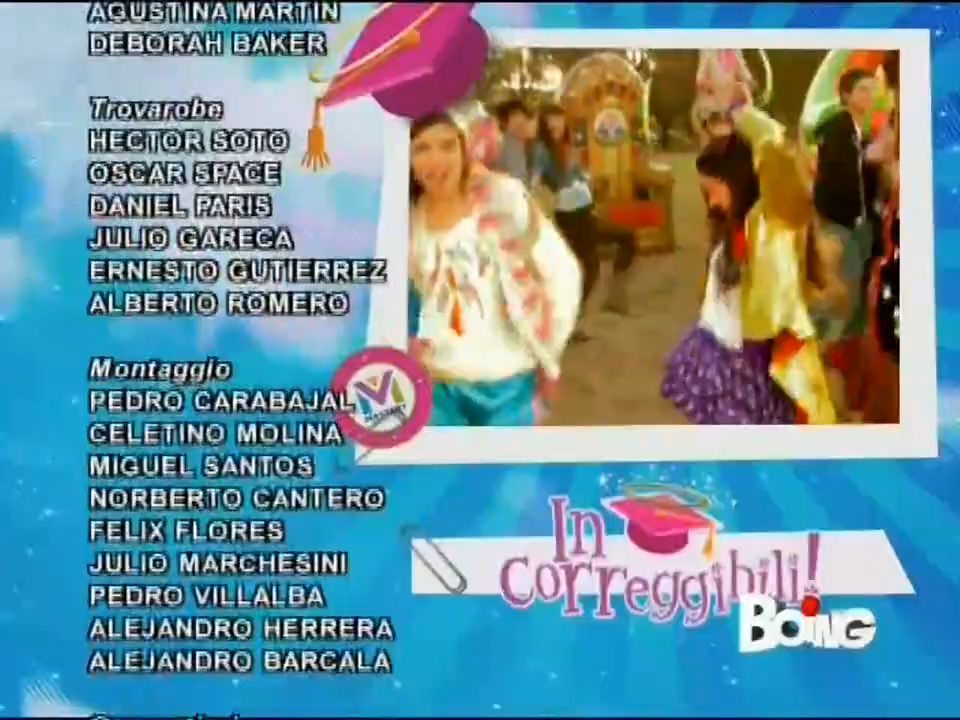 AGUSTINA MARTIN
DEBORAH BAKER
Trovarobe
HECTOR SOTO
OSCAR SPACE
DANIEL PARIS
JULIO GARECA
ERNESTO GUTIERREZ
ALBERTO ROMERO
Montaggio
PEDRO CARABAJAL
CELETINO MOLINA
MIGUEL SANTOS
NORBERTO CANTERO
FELIX FLORES
JULIO MARCHESINI
PEDRO VILLALBA
ALEJANDRO HERRERA
ALEJANDRO BARCALA
In
Correggibili!
BOING